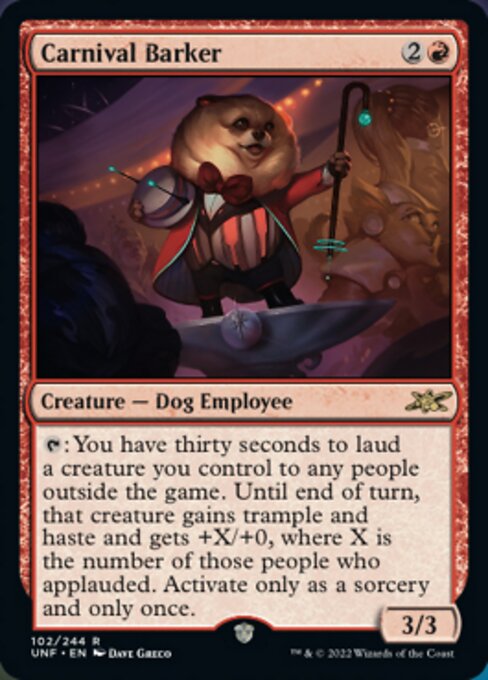 Carnival Barker 2
Creature — Dog Employee
: You have thirty seconds to laud
a creature you control to any people
outside the game. Until end of turn,
that creature gains trample and
haste and gets +X/+0, where X is
the number of those people who
applauded. Activate only as a sorcery
and only once.
3/3
102/244 R
UNF • EN Dave Greco
™ & © 2022 Wizards of the Coast